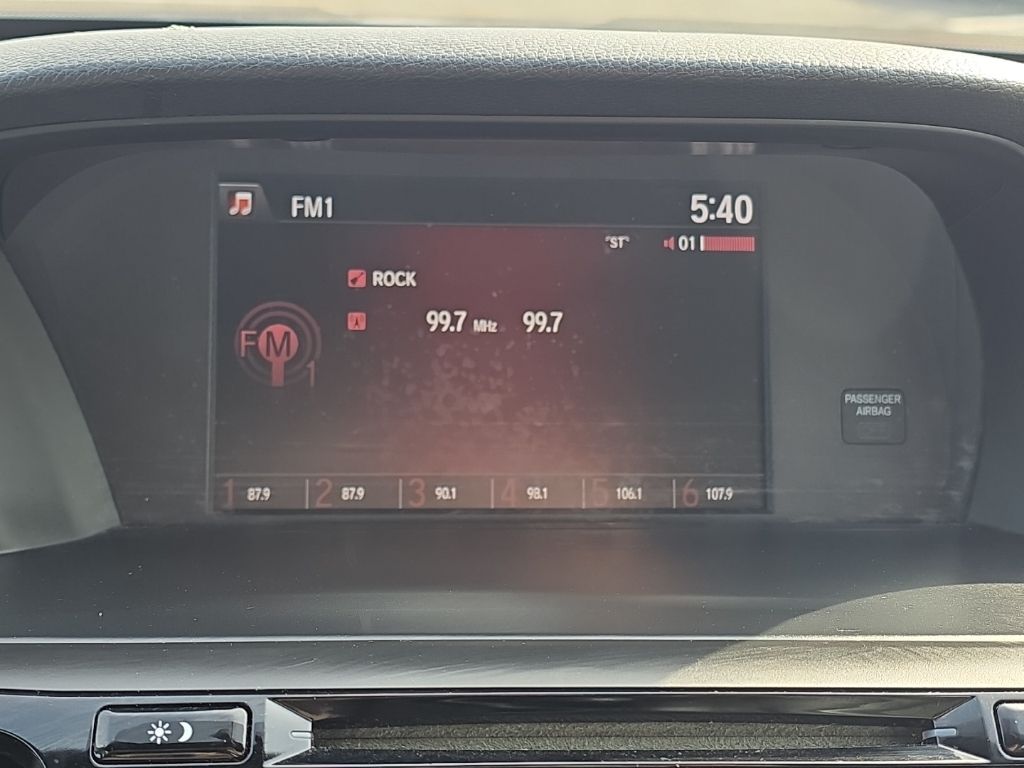 FM1 5:40
"ST" 01
ROCK
99.7 MHz 99.7
FM 1
PASSENGER
AIRBAG
1 87.9 2 87.9 3 90.1 4 98.1 5 106.1 6 107.9